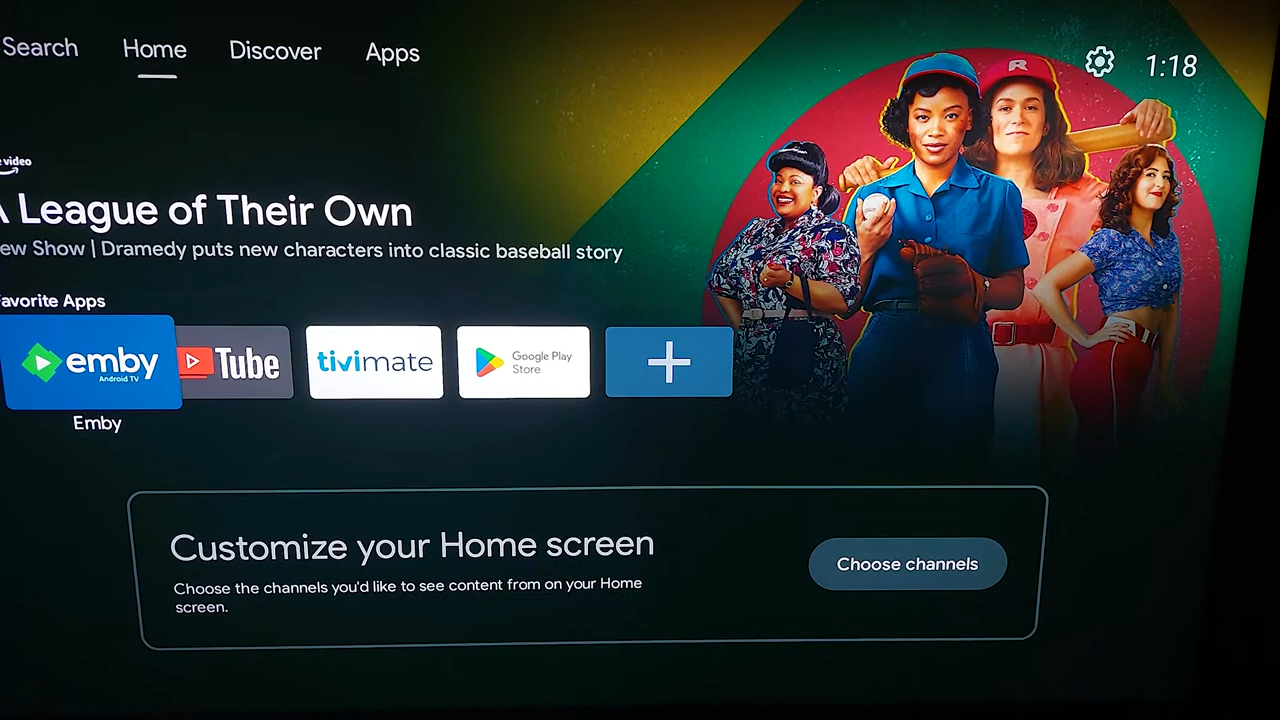 Search Home Discover Apps 1:18
video
League of Their Own
ew Show | Dramedy puts new characters into classic baseball story
avorite Apps
emby
Android TV
Tube
tivimate
Google Play
Store
Emby
R
Customize your Home screen
Choose the channels you'd like to see content from on your Home
screen.
Choose channels